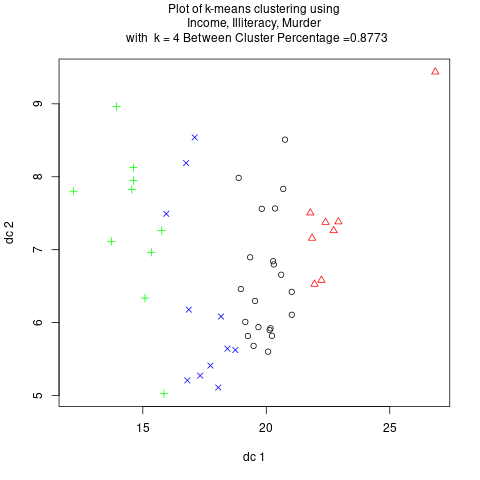 Plot of k-means clustering using
Income, Illiteracy, Murder
with k = 4 Between Cluster Percentage =0.8773
9
8
7
6
5
dc 2
15 20 25
dc 1